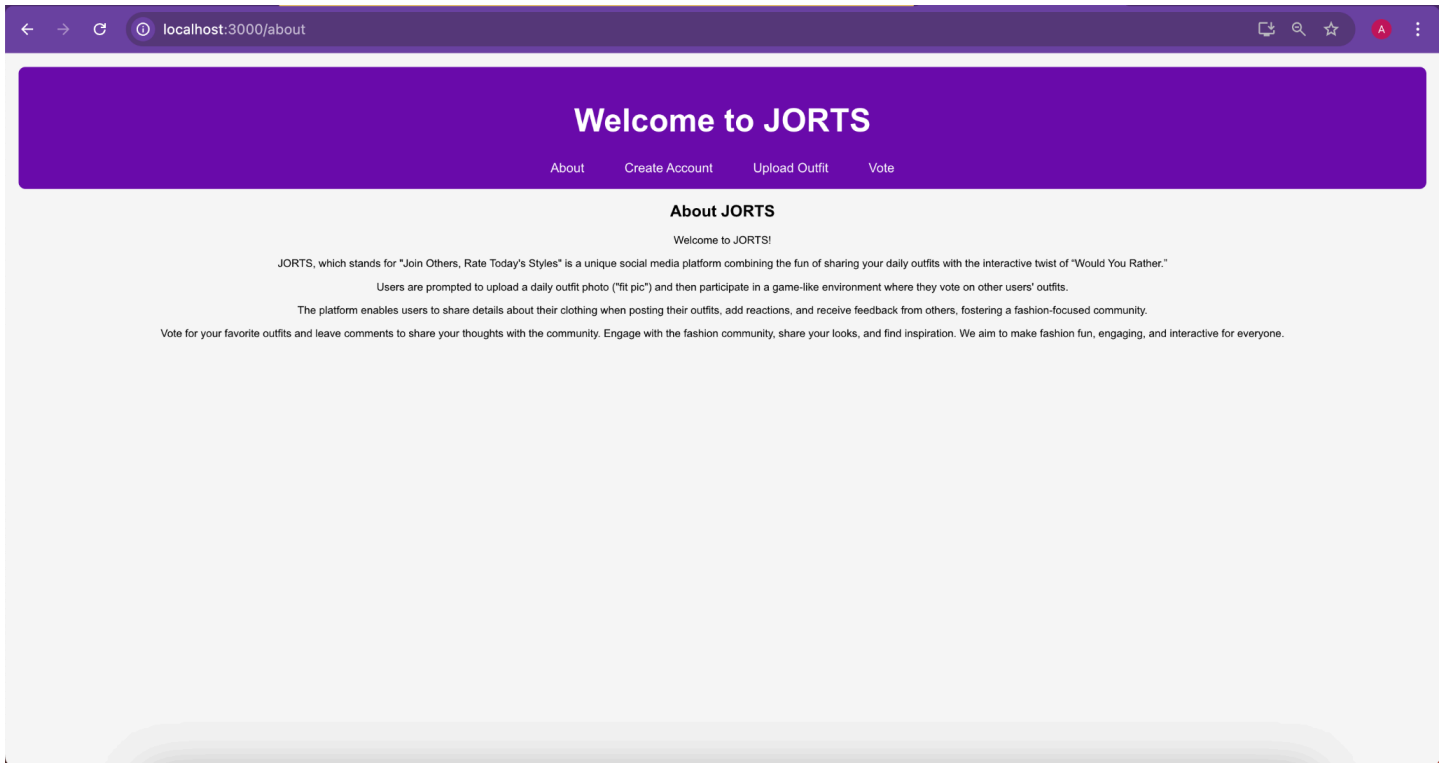 localhost:3000/about
A
Welcome to JORTS
About Create Account Upload Outfit Vote
About JORTS
Welcome to JORTS!
JORTS, which stands for "Join Others, Rate Today's Styles" is a unique social media platform combining the fun of sharing your daily outfits with the interactive twist of “Would You Rather.”
Users are prompted to upload a daily outfit photo ("fit pic") and then participate in a game-like environment where they vote on other users' outfits.
The platform enables users to share details about their clothing when posting their outfits, add reactions, and receive feedback from others, fostering a fashion-focused community.
Vote for your favorite outfits and leave comments to share your thoughts with the community. Engage with the fashion community, share your looks, and find inspiration. We aim to make fashion fun, engaging, and interactive for everyone.